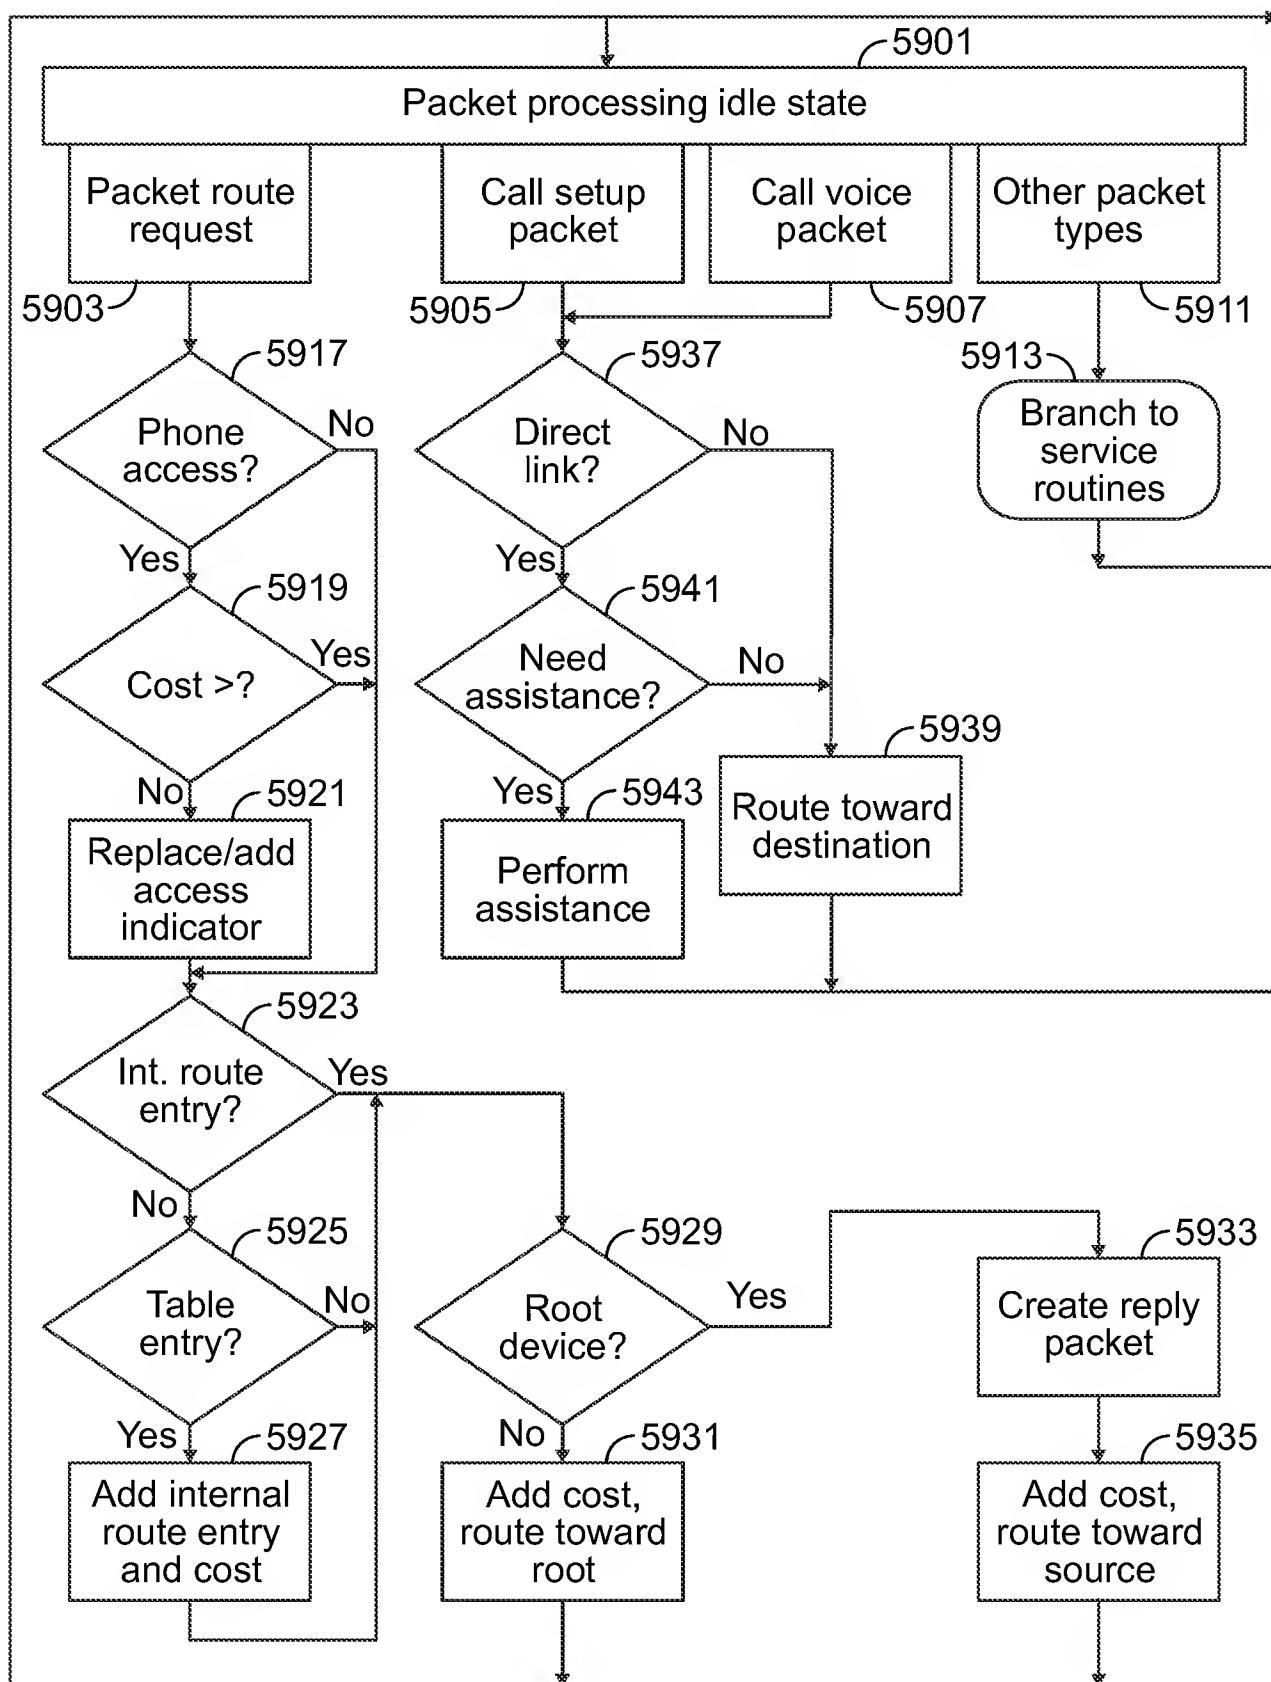 5901
Packet processing idle state
Packet route
request
Call setup
packet
Call voice
packet
Other packet
types
5903
5905
5907
5911
5917
5937
5913
Phone
access?
No
Direct
link?
No
Branch to
service
routines
Yes
Yes
5919
5941
Cost >?
Yes
Need
assistance?
No
5939
No
5921
Yes
5943
Replace/add
access
indicator
Perform
assistance
Route toward
destination
5923
Int. route
entry?
Yes
No
5925
5929
5933
Table
entry?
No
Root
device?
Yes
Create reply
packet
Yes
5927
No
5931
5935
Add internal
route entry
and cost
Add cost,
route toward
root
Add cost,
route toward
source